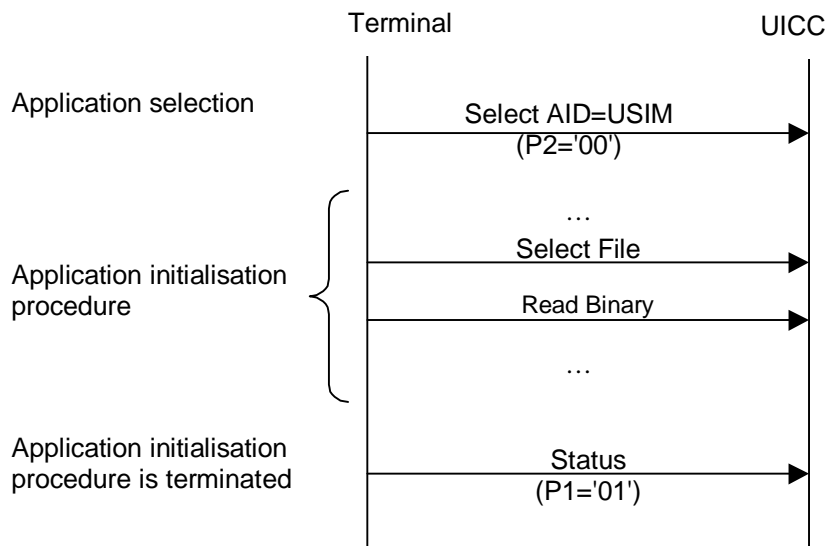 Terminal
UICC
Application selection
Select AID=USIM
(P2='00')
…
Select File
Application initialisation
procedure
Read Binary
…
Application initialisation
procedure is terminated
Status
(P1='01')